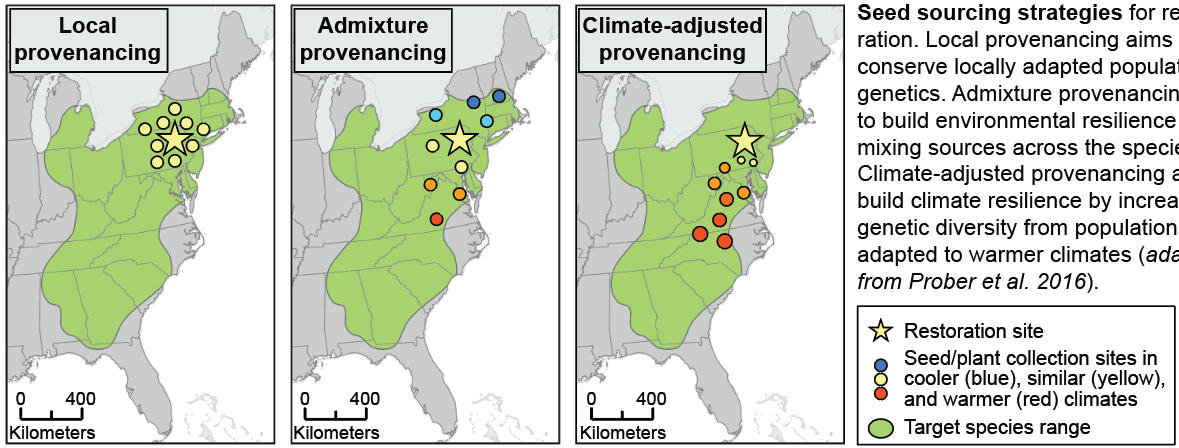 Local
provenancing
0 400
Kilometers
Admixture
provenancing
0 400
Kilometers
Climate-adjusted
provenancing
0 400
Kilometers
Seed sourcing strategies for re
ration. Local provenancing aims
conserve locally adapted populat
genetics. Admixture provenancin
to build environmental resilience
mixing sources across the specie
Climate-adjusted provenancing a
build climate resilience by increa
genetic diversity from population
adapted to warmer climates (ada
from Prober et al. 2016).
Restoration site
Seed/plant collection sites in
cooler (blue), similar (yellow),
and warmer (red) climates
Target species range